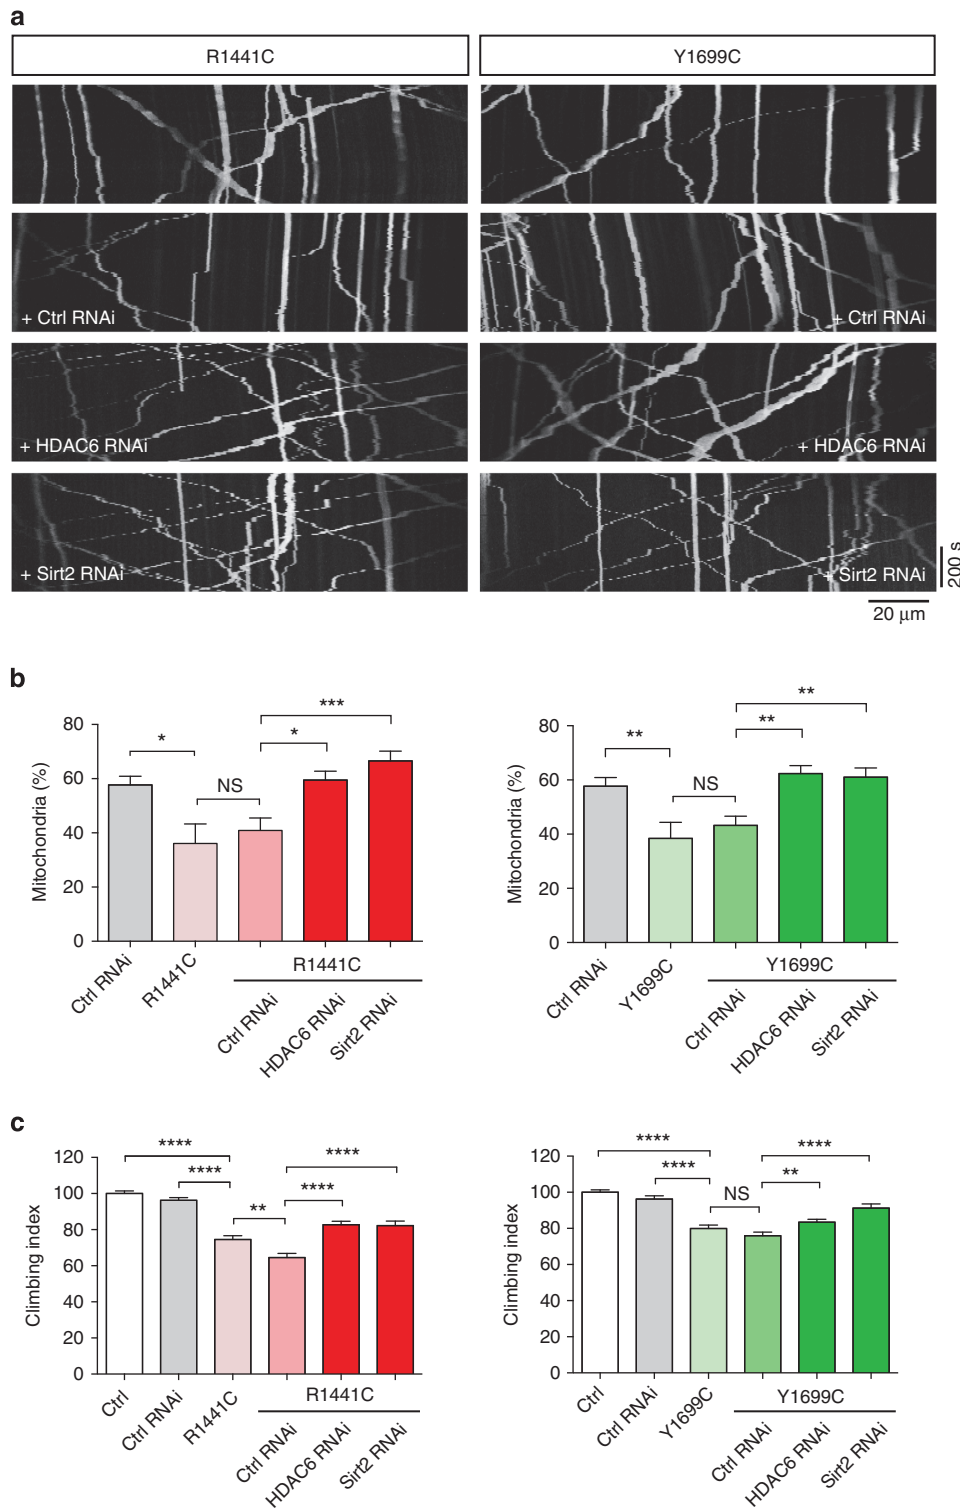 a
R1441C Y1699C
+ Ctrl RNAi + Ctrl RNAi
+ HDAC6 RNAi + HDAC6 RNAi
+ Sirt2 RNAi + Sirt2 RNAi
200 s
20 μm
b
Mitochondria (%)
80
60
40
20
0
*
NS
*
***
Ctrl RNAi
R1441C
R1441C
Ctrl RNAi
HDAC6 RNAi
Sirt2 RNAi
Mitochondria (%)
80
60
40
20
0
**
NS
**
**
Ctrl RNAi
Y1699C
Y1699C
Ctrl RNAi
HDAC6 RNAi
Sirt2 RNAi
c
Climbing index
120
100
80
60
40
20
0
****
****
**
****
****
Ctrl
Ctrl RNAi
R1441C
R1441C
Ctrl RNAi
HDAC6 RNAi
Sirt2 RNAi
Climbing index
120
100
80
60
40
20
0
****
****
NS
**
****
Ctrl
Ctrl RNAi
Y1699C
Y1699C
Ctrl RNAi
HDAC6 RNAi
Sirt2 RNAi